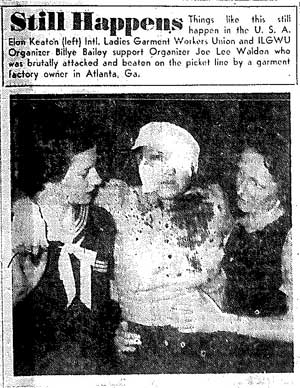 Still Happens
Things like this still
happen in the U. S. A.
Elon Keaton (left) Intl. Ladies Garment Workers Union and ILGWU
Organizer Billye Bailey support Organizer Joe Lee Walden who
was brutally attacked and beaton on the picket line by a garment
factory owner in Atlanta, Ga.